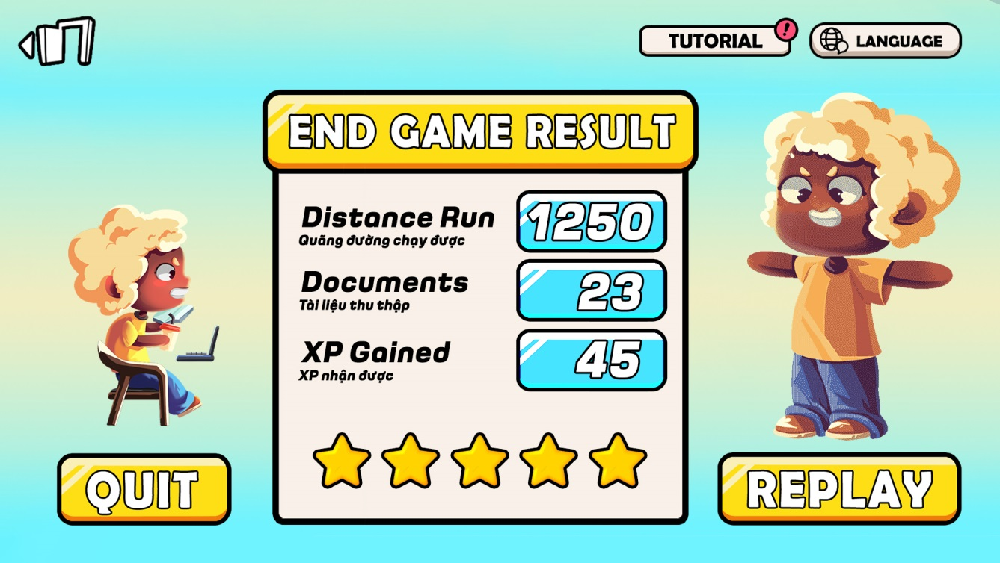 TUTORIAL
!
LANGUAGE
END GAME RESULT
Distance Run
Quãng đường chạy được
1250
Documents
Tài liệu thu thập
23
XP Gained
XP nhận được
45
QUIT
REPLAY